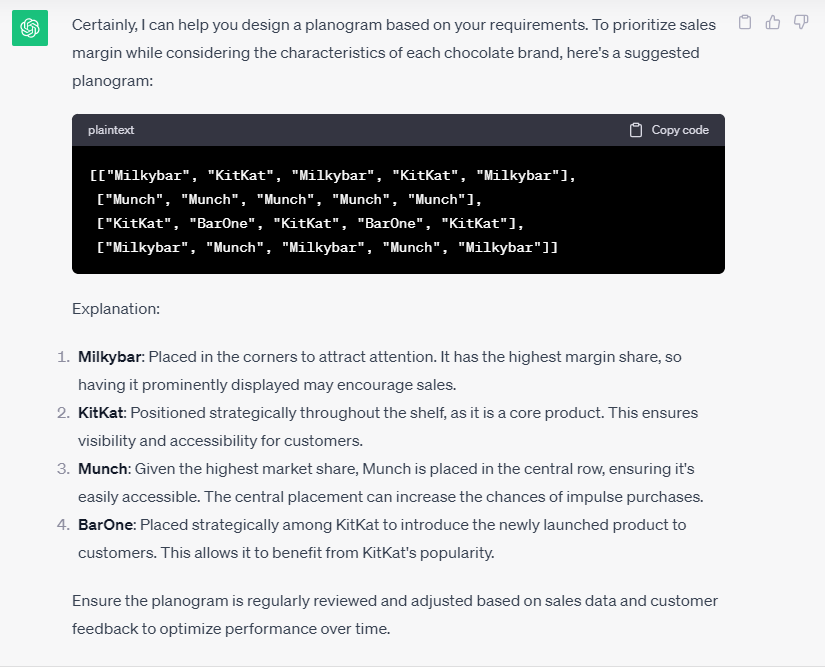 Certainly, I can help you design a planogram based on your requirements. To prioritize sales
margin while considering the characteristics of each chocolate brand, here's a suggested
planogram:
plaintext
Copy code
[["Milkybar", "KitKat", "Milkybar", "KitKat", "Milkybar"],
["Munch", "Munch", "Munch", "Munch", "Munch"],
["KitKat", "BarOne", "KitKat", "BarOne", "KitKat"],
["Milkybar", "Munch", "Milkybar", "Munch", "Milkybar"]]
Explanation:
1. Milkybar: Placed in the corners to attract attention. It has the highest margin share, so
having it prominently displayed may encourage sales.
2. KitKat: Positioned strategically throughout the shelf, as it is a core product. This ensures
visibility and accessibility for customers.
3. Munch: Given the highest market share, Munch is placed in the central row, ensuring it's
easily accessible. The central placement can increase the chances of impulse purchases.
4. BarOne: Placed strategically among KitKat to introduce the newly launched product to
customers. This allows it to benefit from KitKat's popularity.
Ensure the planogram is regularly reviewed and adjusted based on sales data and customer
feedback to optimize performance over time.